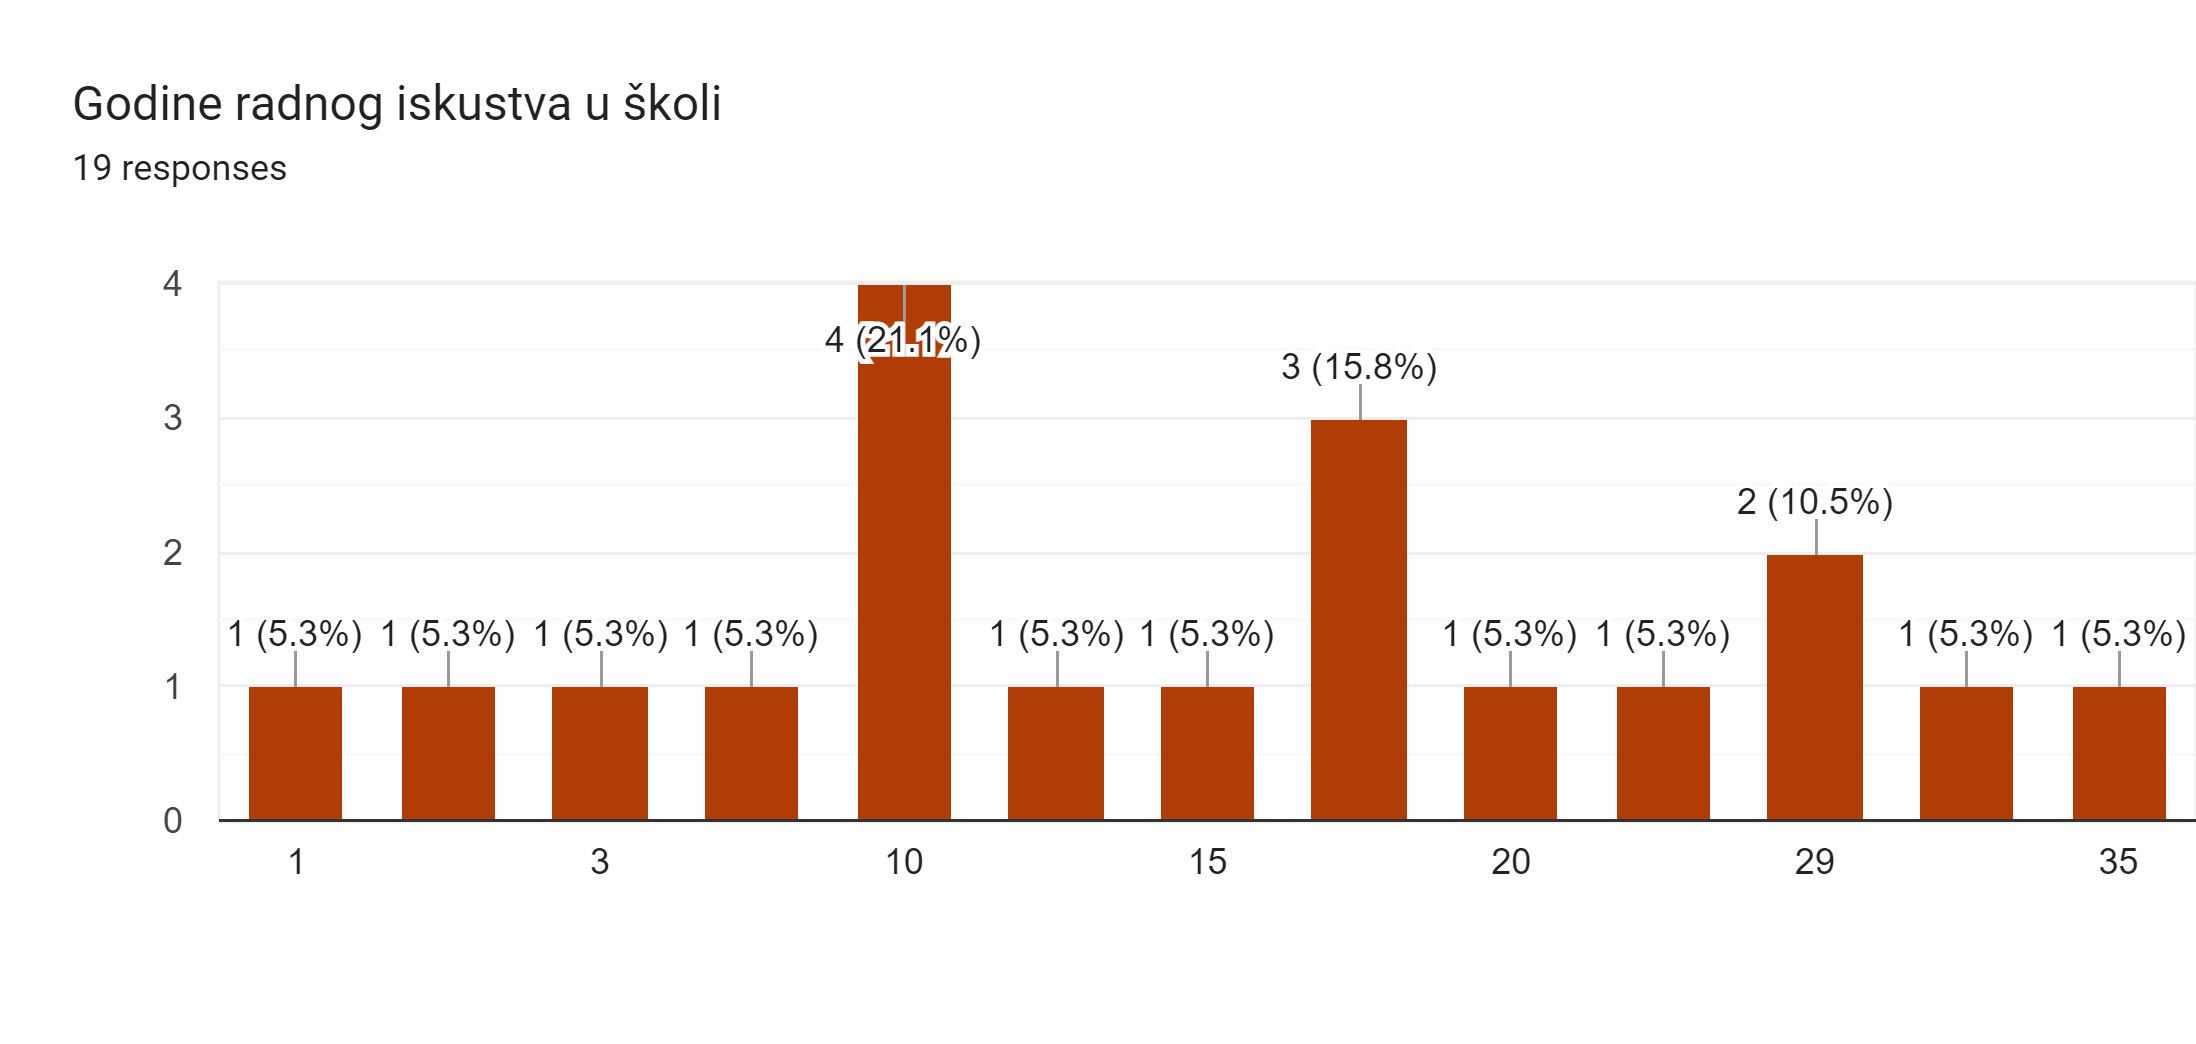 Godine radnog iskustva u školi
19 responses
4
3
2
1
0
4 (21.1%)
3 (15.8%)
2 (10.5%)
1 (5.3%) 1 (5.3%) 1 (5.3%) 1 (5.3%) 1 (5.3%) 1 (5.3%) 1 (5.3%) 1 (5.3%) 1 (5.3%) 1 (5.3%)
1 3 10 15 20 29 35